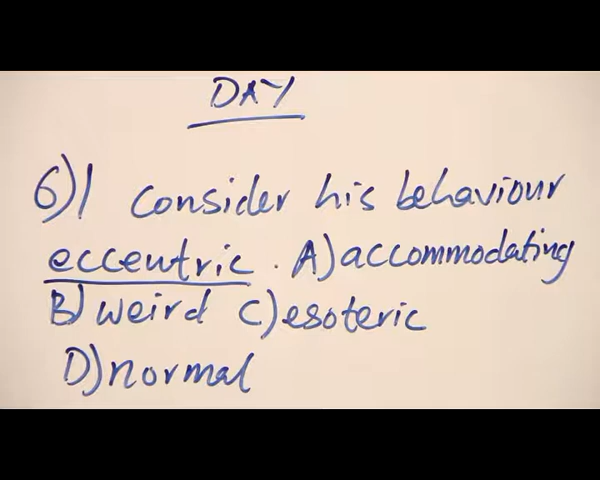 DAY
6) I consider his behaviour
eccentric. A) accommodating
B) weird C) esoteric
D) normal